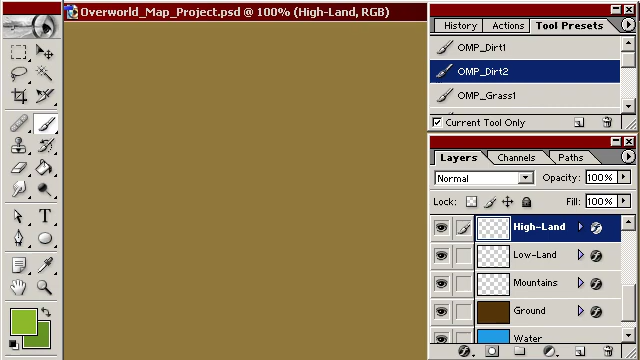 Overworld_Map_Project.psd @ 100% (High-Land, RGB)
History
Actions
Tool Presets
OMP_Dirt1
OMP_Dirt2
OMP_Grass1
Current Tool Only
Layers
Channels
Paths
Normal
Opacity: 100%
Lock:
Fill: 100%
High-Land
Low-Land
Mountains
Ground
Water
T